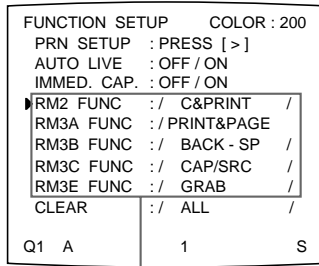 FUNCTION SETUP COLOR : 200
PRN SETUP : PRESS [ > ]
AUTO LIVE : OFF / ON
IMMED. CAP. : OFF / ON
RM2 FUNC : / C&PRINT /
RM3A FUNC : / PRINT&PAGE
RM3B FUNC : / BACK - SP /
RM3C FUNC : / CAP/SRC /
RM3E FUNC : / GRAB /
CLEAR : / ALL /
Q1 A 1 S